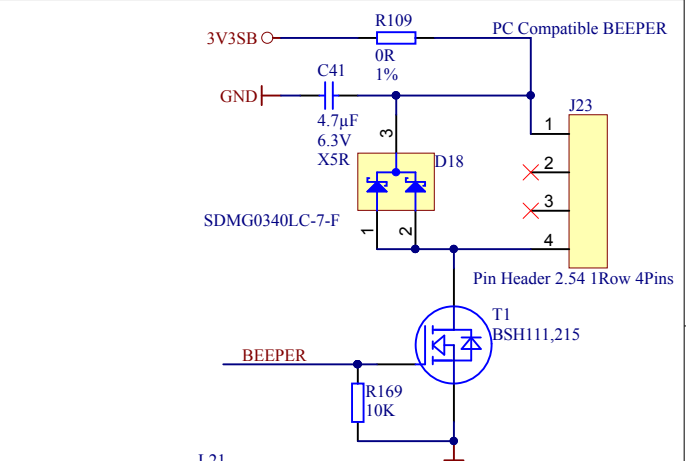 R109
PC Compatible BEEPER
3V3SB
0R
1%
C41
GND
J23
4.7µF
6.3V
X5R
1
3
D18
2
3
SDMG0340LC-7-F
1
2
4
Pin Header 2.54 1Row 4Pins
T1
BSH111,215
BEEPER
R169
10K